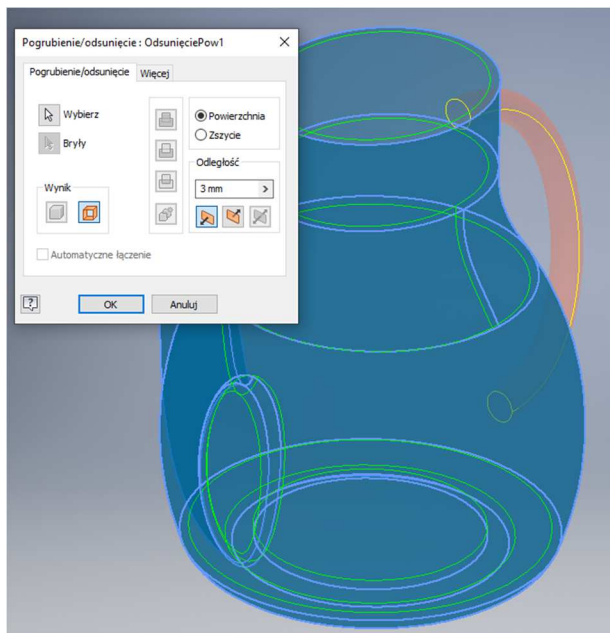 Pogrubienie/odsunięcie : OdsunięciePow1
Pogrubienie/odsunięcie Więcej
Wybierz
Bryły
Powierzchnia
Zszycie
Odległość
3 mm
Wynik
Automatyczne łączenie
?
OK Anuluj